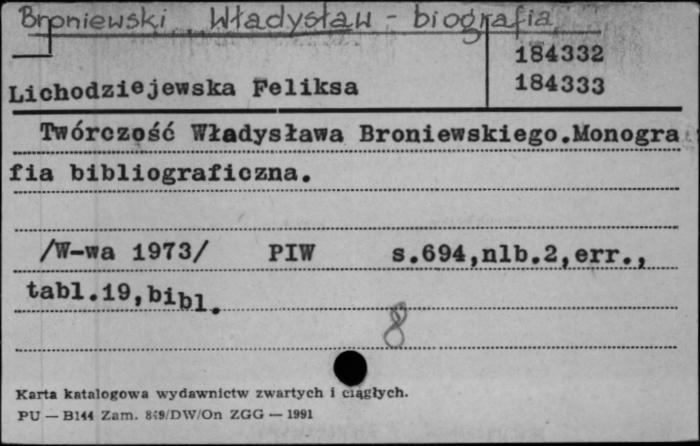 Broniewski Władysław - biografia
184332
Lichodziejewska Feliksa 184333
Twórczość Władysława Broniewskiego.Monogra
fia bibliograficzna.
/W-wa 1973/ PIW s.694,nlb.2,err.,
tabl.19,bibl.
8
Karta katalogowa wydawnictw zwartych i ciągłych.
PU — B144 Zam. 849/DW/On ZGG — 1991